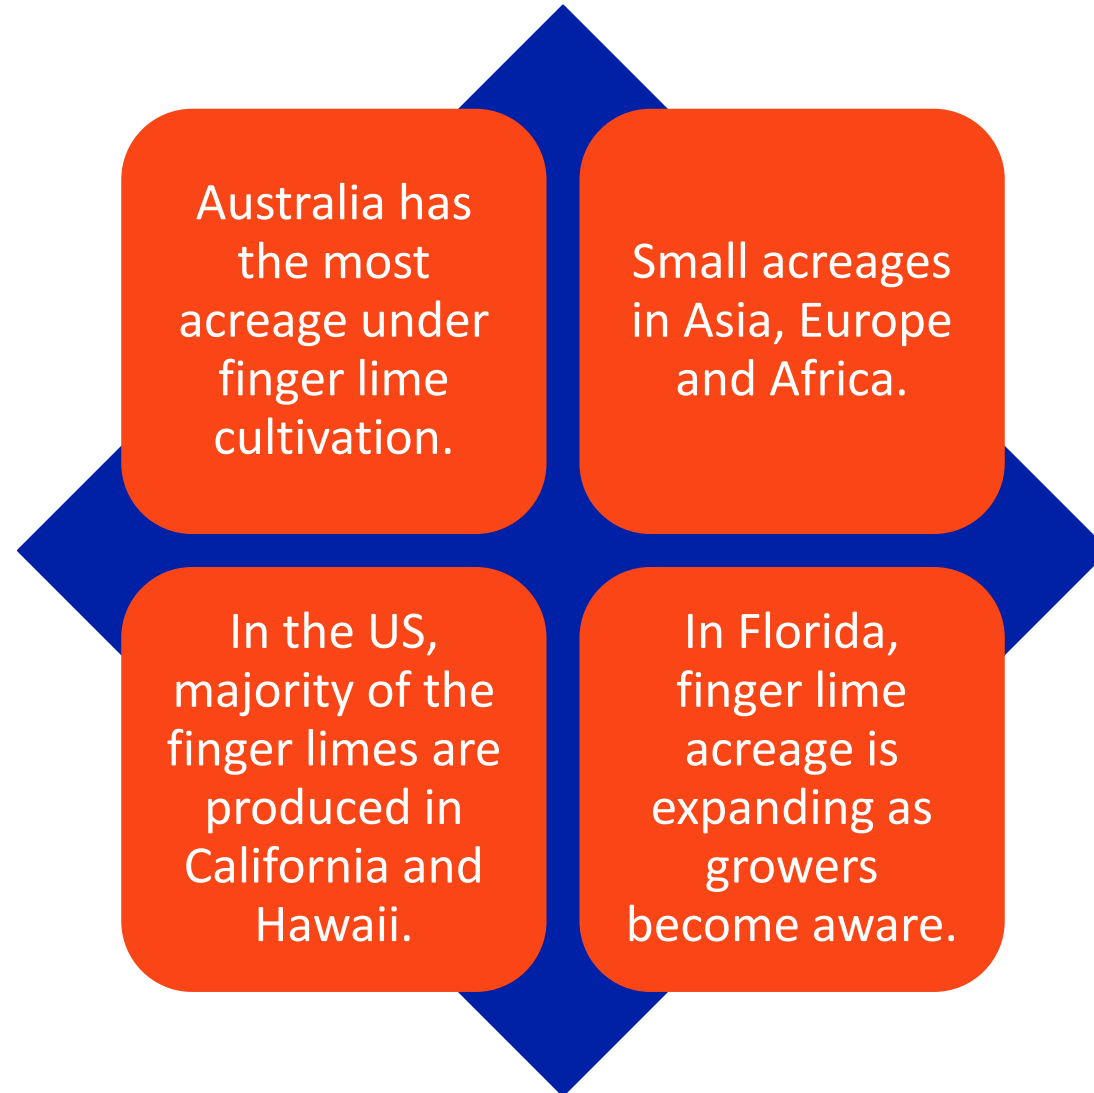 Australia has
the most
acreage under
finger lime
cultivation.
Small acreages
in Asia, Europe
and Africa.
In the US,
majority of the
finger limes are
produced in
California and
Hawaii.
In Florida,
finger lime
acreage is
expanding as
growers
become aware.